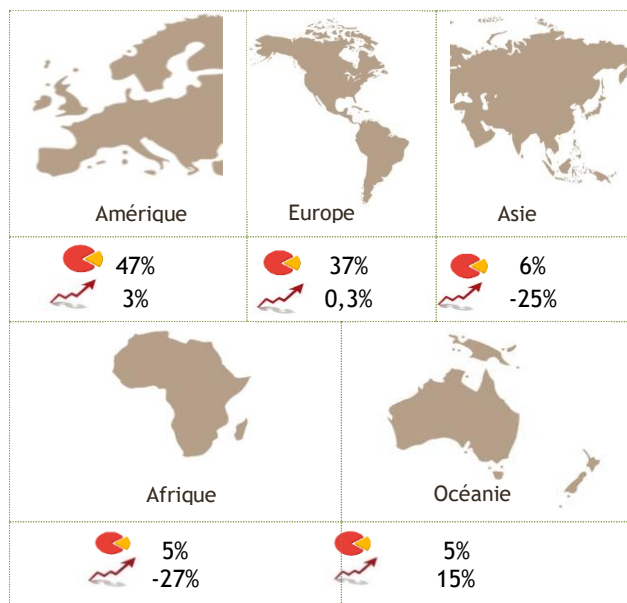 Amérique
Europe
Asie
47%
3%
37%
0,3%
6%
-25%
Afrique
Océanie
5%
-27%
5%
15%